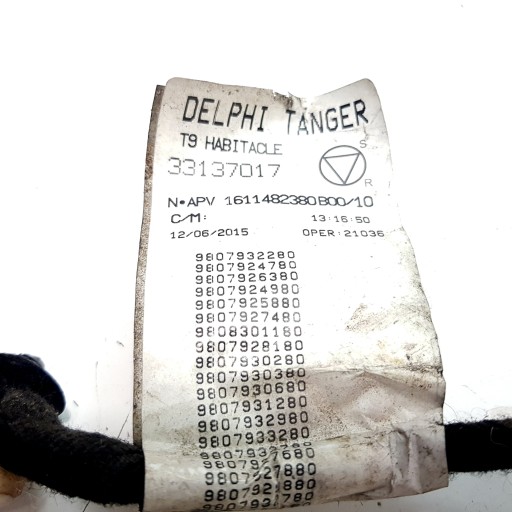 DELPHI TANGER
T9 HABITACLE
S
33137017
R
N•APV 1611482380B00/10
C/M: 13:16:50
12/06/2015 OPER:21036
9807932280
9807924780
9807926380
9807924980
9807925880
9807927480
9808301180
9807928180
9807930280
9807930380
9807930680
9807931280
9807932980
9807933280
9807927880
9807928880